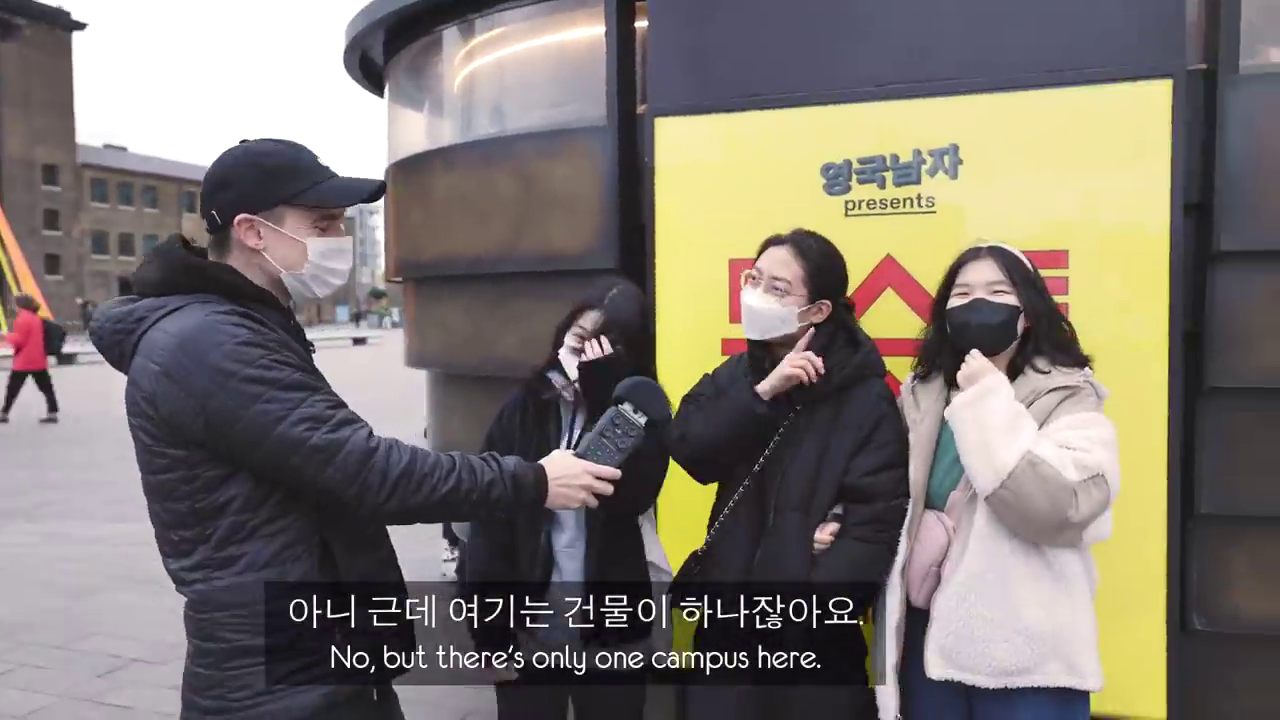 영국남자
presents
아니 근데 여기는 건물이 하나잖아요.
No, but there's only one campus here.